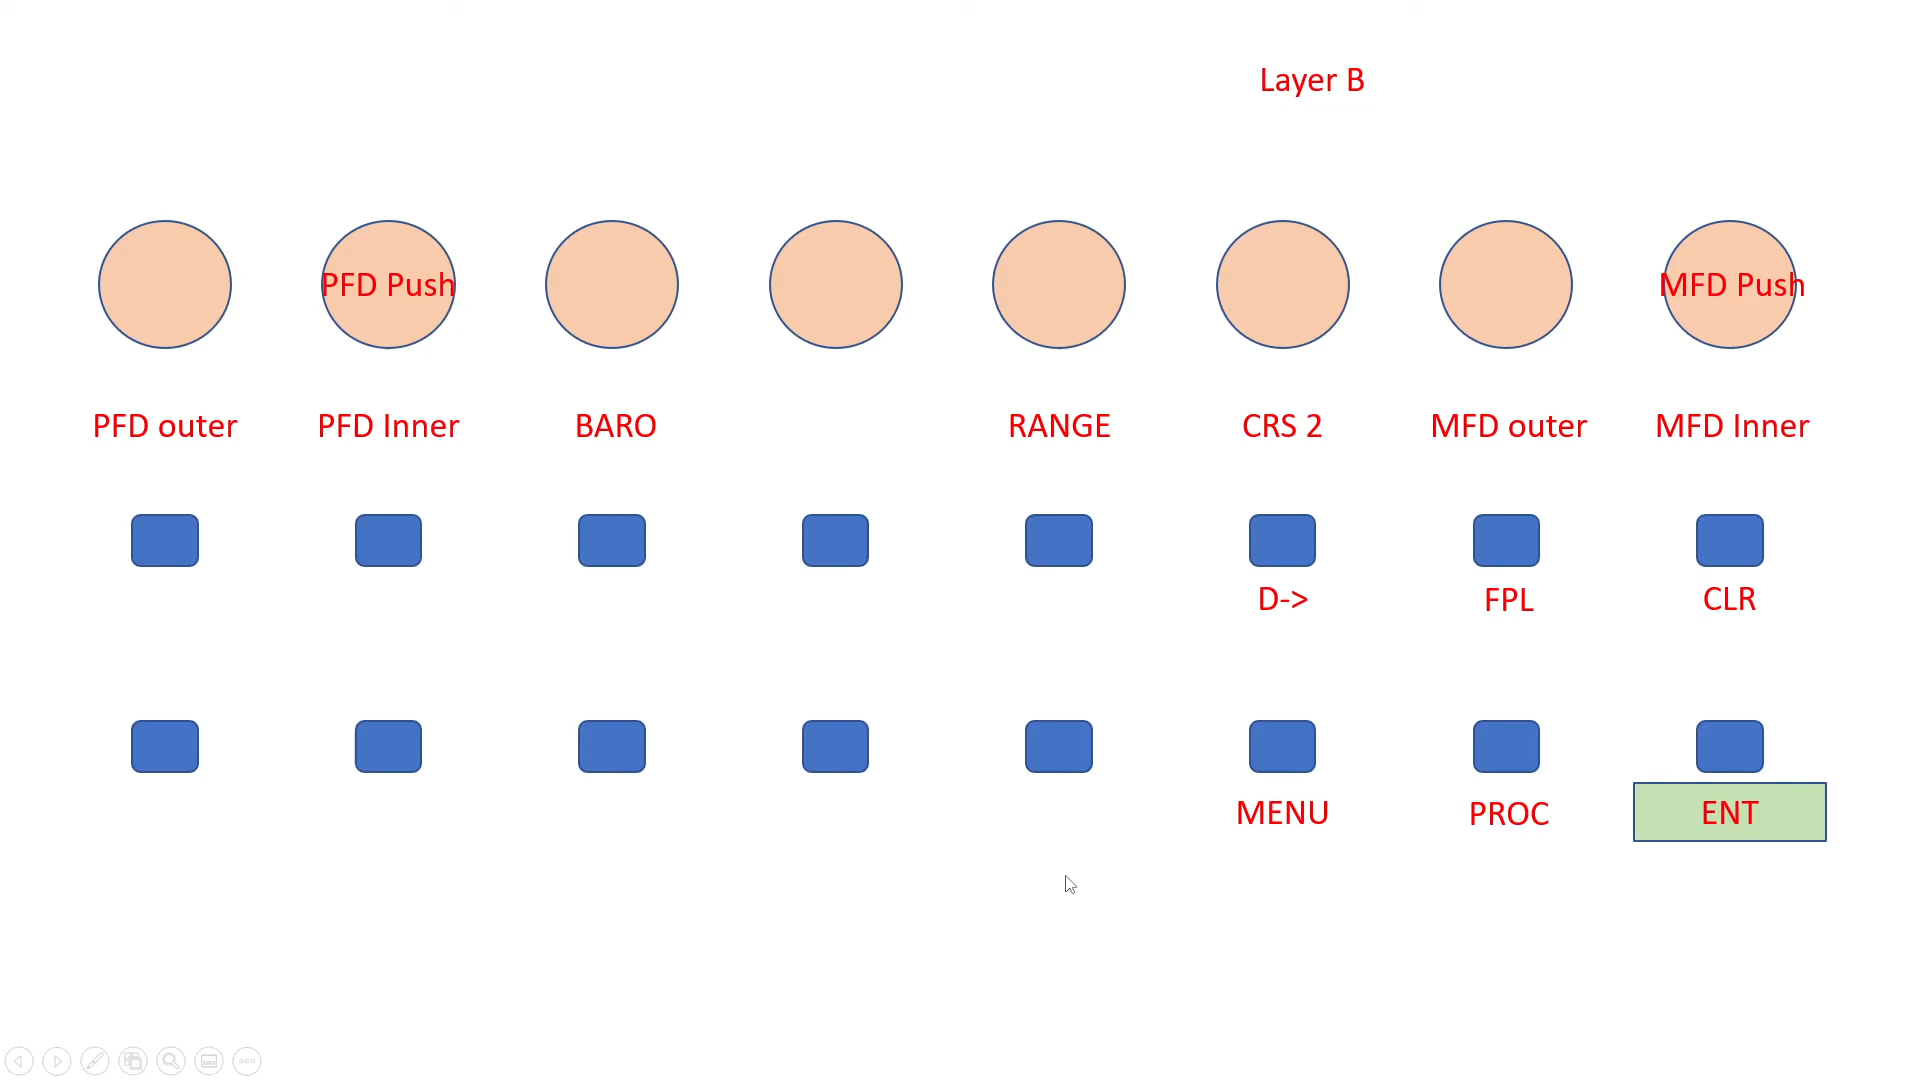 Layer B
PFD Push
MFD Push
PFD outer
PFD Inner
BARO
RANGE
CRS 2
MFD outer
MFD Inner
D->
FPL
CLR
MENU
PROC
ENT